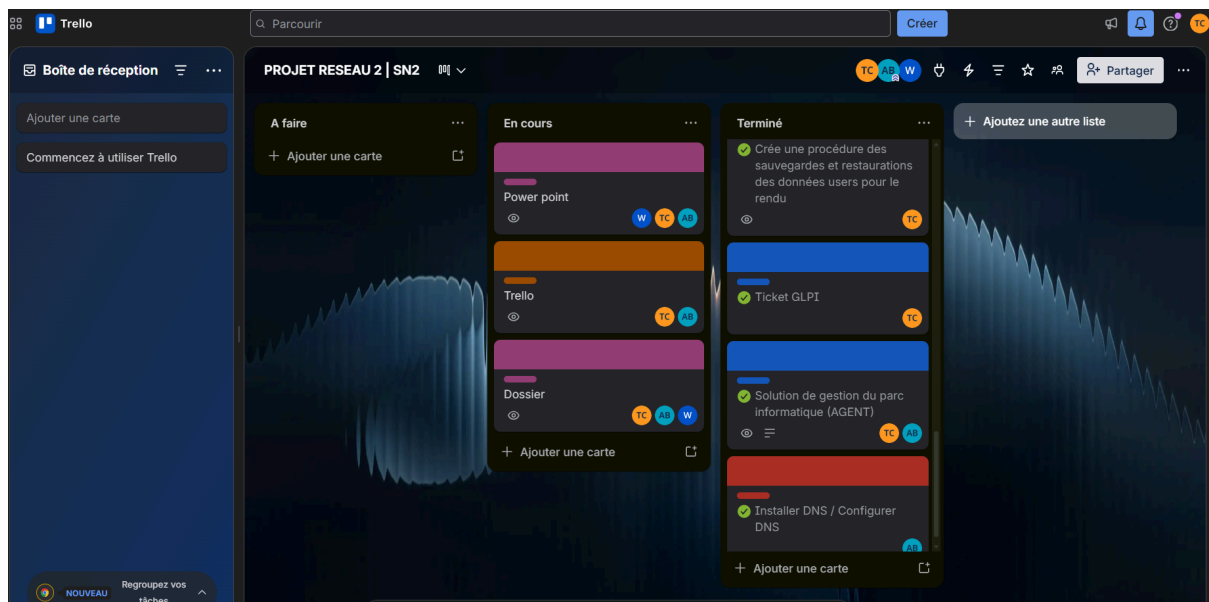 Trello
Parcourir
Créer
TC
Boîte de réception
Ajouter une carte
Commencez à utiliser Trello
NOUVEAU
Regroupez vos
tâches
PROJET RESEAU 2 | SN2
TC AB W
Partager
A faire
+ Ajouter une carte
En cours
Power point
W TC AB
Trello
TC AB
Dossier
TC AB W
+ Ajouter une carte
Terminé
Crée une procédure des
sauvegardes et restaurations
des données users pour le
rendu
TC
Ticket GLPI
TC
Solution de gestion du parc
informatique (AGENT)
TC AB
Installer DNS / Configurer
DNS
AB
+ Ajouter une carte
+ Ajoutez une autre liste